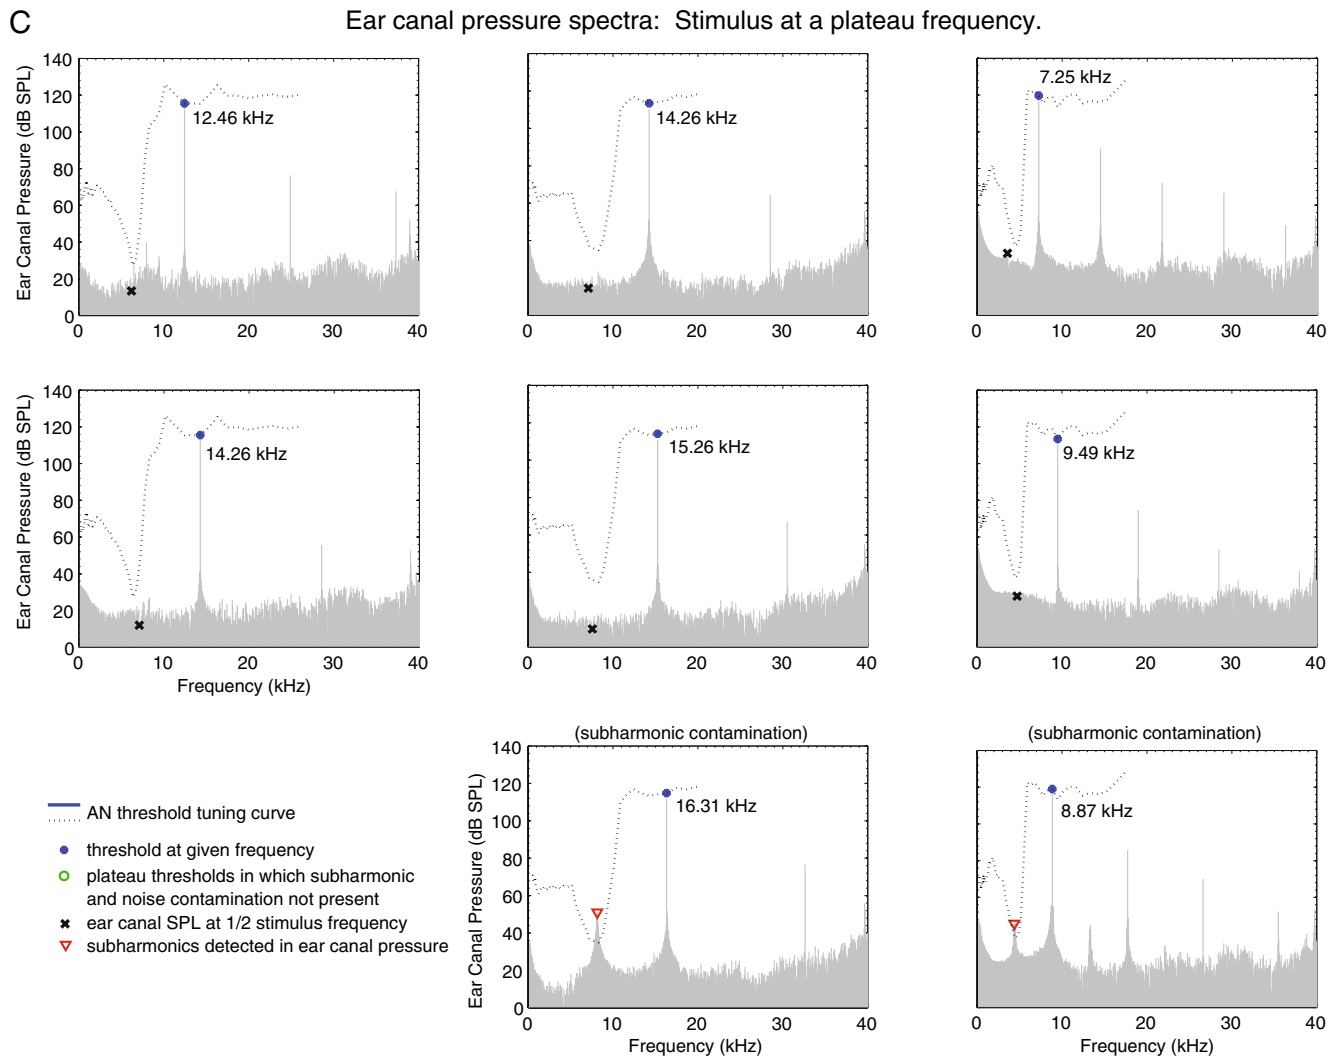 C
Ear canal pressure spectra: Stimulus at a plateau frequency.
Ear Canal Pressure (dB SPL)
140
120
100
80
60
40
20
0
12.46 kHz
0 10 20 30 40
14.26 kHz
0 10 20 30 40
7.25 kHz
0 10 20 30 40
Ear Canal Pressure (dB SPL)
140
120
100
80
60
40
20
0
14.26 kHz
0 10 20 30 40
Frequency (kHz)
15.26 kHz
0 10 20 30 40
9.49 kHz
0 10 20 30 40
AN threshold tuning curve
threshold at given frequency
plateau thresholds in which subharmonic
and noise contamination not present
ear canal SPL at 1/2 stimulus frequency
subharmonics detected in ear canal pressure
(subharmonic contamination)
Ear Canal Pressure (dB SPL)
140
120
100
80
60
40
20
0
16.31 kHz
0 10 20 30 40
Frequency (kHz)
(subharmonic contamination)
8.87 kHz
0 10 20 30 40
Frequency (kHz)